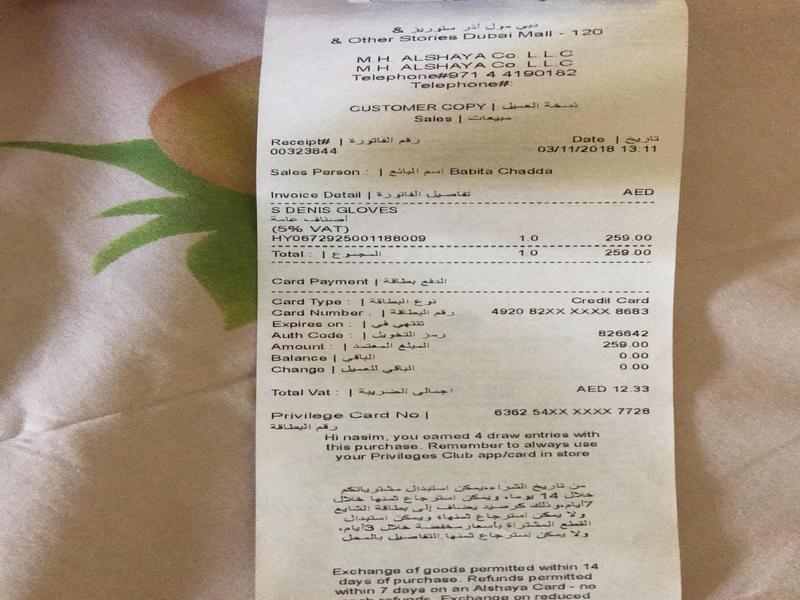 دبي مول اذر ستوريز &
& Other Stories Dubai Mall - 120
M.H. ALSHAYA Co. L.L.C
M.H. ALSHAYA Co. L.L.C
Telephone#971 4 4190182
Telephone#:
CUSTOMER COPY | نسخة العميل
Sales | مبيعات
Receipt# | رقم الفاتورة Date | تاريخ
00323844 03/11/2018 13:11
Sales Person : | اسم البائع Babita Chadda
Invoice Detail | تفاصيل الفاتورة AED
S DENIS GLOVES
أصناف عامة
(5% VAT)
HY0672925001188009 1.0 259.00
Total : | المجموع 1.0 259.00
Card Payment | الدفع بطاقة
Card Type : | نوع البطاقة Credit Card
Card Number : | رقم البطاقة 4920 82XX XXXX 8683
Expires on : | تنتهي في
Auth Code : | رمز التخويل 826642
Amount : | المبلغ المعتمد 259.00
Balance | الباقي 0.00
Change | الباقي للعميل 0.00
Total Vat : | اجمالي الضريبة AED 12.33
Privilege Card No | 6362 54XX XXXX 7728
رقم البطاقة
Hi nasim, you earned 4 draw entries with
this purchase. Remember to always use
your Privileges Club app/card in store
من تاريخ الشراء،يمكن استبدال مشترياتكم
خلال 14 يوما، ويمكن استرجاع ثمنها خلال
7أيام،وذلك كرصيد يضاف إلى بطاقة الشايع
ولا يمكن استرجاع ثمنها، ويمكن استبدال
القطع المشتراة بأسعار مخفضة خلال 3أيام،
ولا يمكن إسترجاع ثمنها.التفاصيل بالمحل
Exchange of goods permitted within 14
days of purchase. Refunds permitted
within 7 days on an Alshaya Card - no
refunds. Exchange on reduced